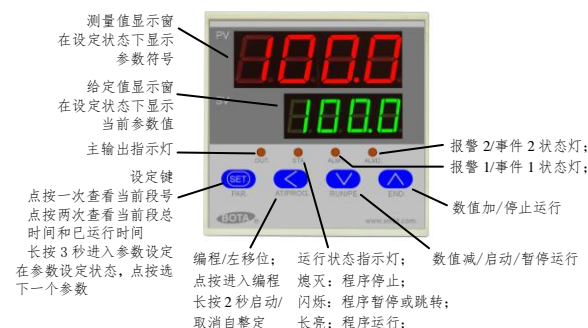 测量值显示窗
在设定状态下显示
参数符号
给定值显示窗
在设定状态下显示
当前参数值
主输出指示灯
设定键
点按一次查看当前段号
点按两次查看当前段总
时间和已运行时间
长按3秒进入参数设定
在参数设定状态，点按选
下一个参数
PV
100.0
SV
100.0
OUT.
STA.
ALM
ALM2.
SET
PAR.
AT/PROG.
RUN/PE
END
BOTA
编程/左移位；
点按进入编程
长按2秒启动/
取消自整定
运行状态指示灯；
熄灭：程序停止；
闪烁：程序暂停或跳转；
长亮：程序运行；
报警 2/事件 2 状态灯；
报警 1/事件 1 状态灯；
数值加/停止运行
数值减/启动/暂停运行